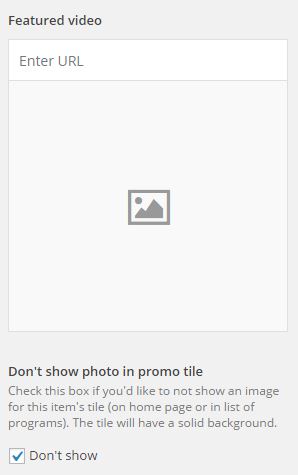 Featured video
Enter URL
Don't show photo in promo tile
Check this box if you'd like to not show an image
for this item's tile (on home page or in list of
programs). The tile will have a solid background.
Don't show